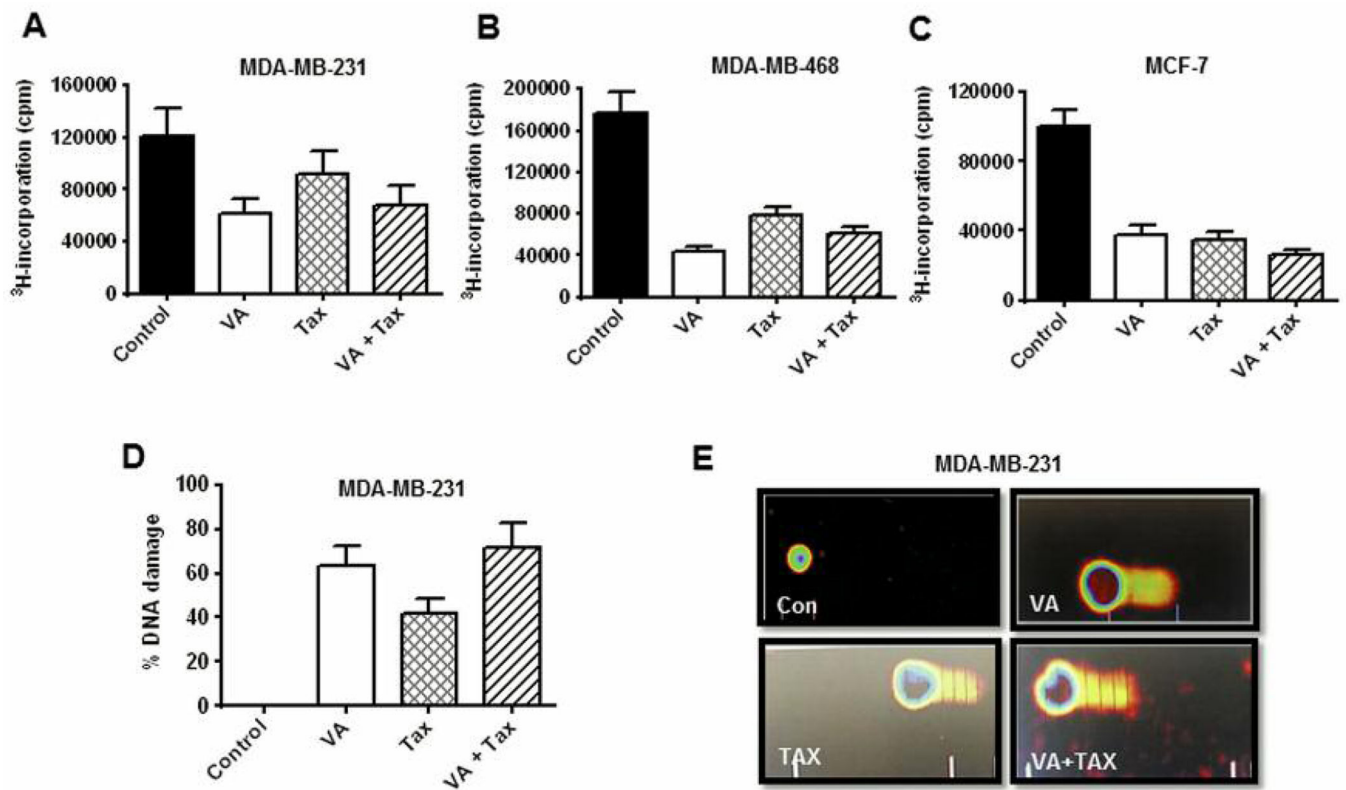 A
MDA-MB-231
³H-incorporation (cpm)
160000
120000
80000
40000
0
Control
VA
Tax
VA + Tax
B
MDA-MB-468
³H-incorporation (cpm)
200000
160000
120000
80000
40000
0
Control
VA
Tax
VA + Tax
C
MCF-7
³H-incorporation (cpm)
120000
80000
40000
0
Control
VA
Tax
VA + Tax
D
MDA-MB-231
% DNA damage
100
80
60
40
20
0
Control
VA
Tax
VA + Tax
E
MDA-MB-231
Con
VA
TAX
VA+TAX